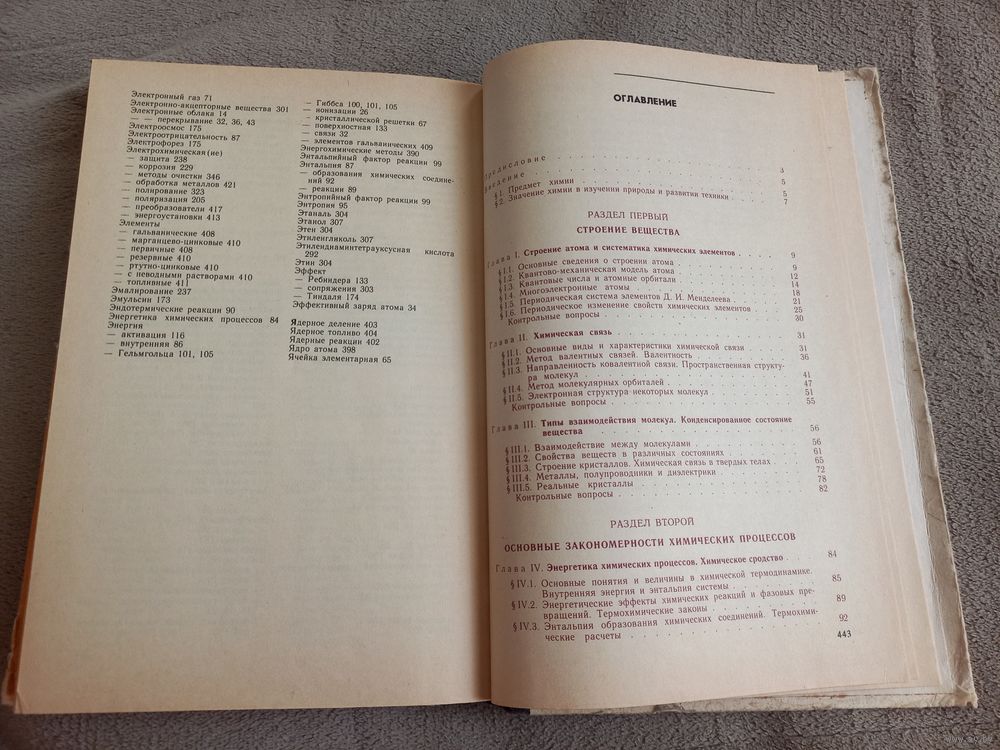 Электронный газ 71
Электронно-акцепторные вещества 301
Электронные облака 14
— — перекрывание 32, 36, 43
Электроосмос 175
Электроотрицательность 87
Электрофорез 175
Электрохимическая (ие)
— защита 238
— коррозия 229
— методы очистки 346
— обработка металлов 421
— полирование 323
— поляризация 205
— преобразователи 417
— энергоустановки 413
Элементы
— гальванические 408
— марганцево-цинковые 410
— первичные 408
— резервные 410
— ртутно-цинковые 410
— с неводными растворами 410
— топливные 411
Эмалирование 237
Эмульсии 173
Эндотермические реакции 90
Энергетика химических процессов 84
Энергия
— активация 116
— внутренняя 86
— Гельмгольца 101, 105
— Гиббса 100, 101, 105
— ионизации 26
— кристаллической решетки 67
— поверхностная 133
— связи 32
— элементов гальванических 409
Энергохимические методы 390
Энтальпийный фактор реакции 99
Энтальпия 87
— образования химических соедине-
ний 92
— реакции 89
Энтропийный фактор реакции 99
Энтропия 95
Этаналь 304
Этанол 307
Этен 304
Этиленгликоль 307
Этилендиаминтетрауксусная кислота
292
Этин 304
Эффект
— Ребиндера 133
— сопряжения 303
— Тиндаля 174
Эффективный заряд атома 34
Ядерное деление 403
Ядерное топливо 404
Ядерные реакции 402
Ядро атома 398
Ячейка элементарная 65
ОГЛАВЛЕНИЕ
Предисловие . . . 3
Введение . . . 5
§ 1. Предмет химии . . . 5
§ 2. Значение химии в изучении природы и развитии техники . . . 7
РАЗДЕЛ ПЕРВЫЙ
СТРОЕНИЕ ВЕЩЕСТВА
Глава I. Строение атома и систематика химических элементов . . . 9
§ I.1. Основные сведения о строении атома . . . 9
§ I.2. Квантово-механическая модель атома . . . 12
§ I.3. Квантовые числа и атомные орбитали . . . 14
§ I.4. Многоэлектронные атомы . . . 18
§ I.5. Периодическая система элементов Д. И. Менделеева . . . 21
§ I.6. Периодическое изменение свойств химических элементов . . . 25
Контрольные вопросы . . . 30
Глава II. Химическая связь . . . 31
§ II.1. Основные виды и характеристики химической связи . . . 31
§ II.2. Метод валентных связей. Валентность . . . 36
§ II.3. Направленность ковалентной связи. Пространственная структу-
ра молекул . . . 41
§ II.4. Метод молекулярных орбиталей . . . 47
§ II.5. Электронная структура некоторых молекул . . . 51
Контрольные вопросы . . . 55
Глава III. Типы взаимодействия молекул. Конденсированное состояние
вещества . . . 56
§ III.1. Взаимодействие между молекулами . . . 56
§ III.2. Свойства веществ в различных состояниях . . . 61
§ III.3. Строение кристаллов. Химическая связь в твердых телах . . . 65
§ III.4. Металлы, полупроводники и диэлектрики . . . 72
§ III.5. Реальные кристаллы . . . 78
Контрольные вопросы . . . 82
РАЗДЕЛ ВТОРОЙ
ОСНОВНЫЕ ЗАКОНОМЕРНОСТИ ХИМИЧЕСКИХ ПРОЦЕССОВ
Глава IV. Энергетика химических процессов. Химическое сродство . . . 84
§ IV.1. Основные понятия и величины в химической термодинамике.
Внутренняя энергия и энтальпия системы . . . 85
§ IV.2. Энергетические эффекты химических реакций и фазовых пре-
вращений. Термохимические законы . . . 89
§ IV.3. Энтальпия образования химических соединений. Термохими-
ческие расчеты . . . 92
443